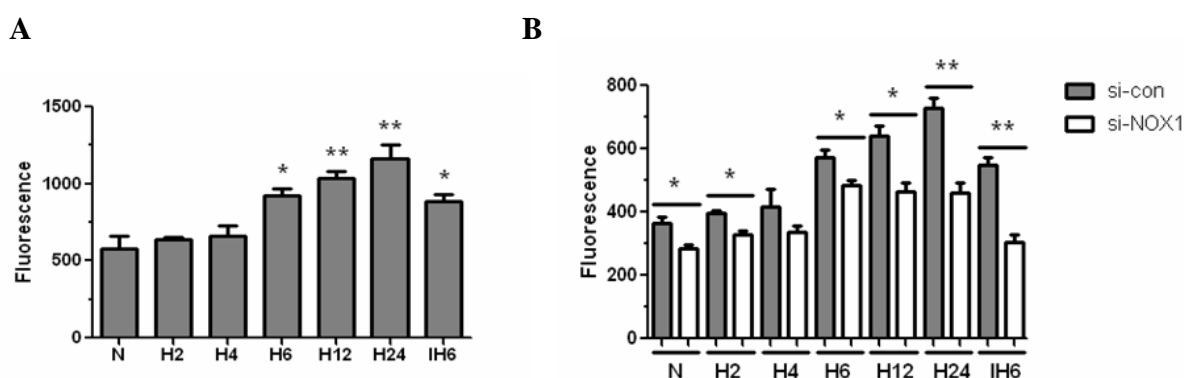 A
Fluorescence
1500
1000
500
0
* ** ** *
N H2 H4 H6 H12 H24 IH6
B
Fluorescence
800
600
400
200
0
* * * * ** **
N H2 H4 H6 H12 H24 IH6
si-con
si-NOX1